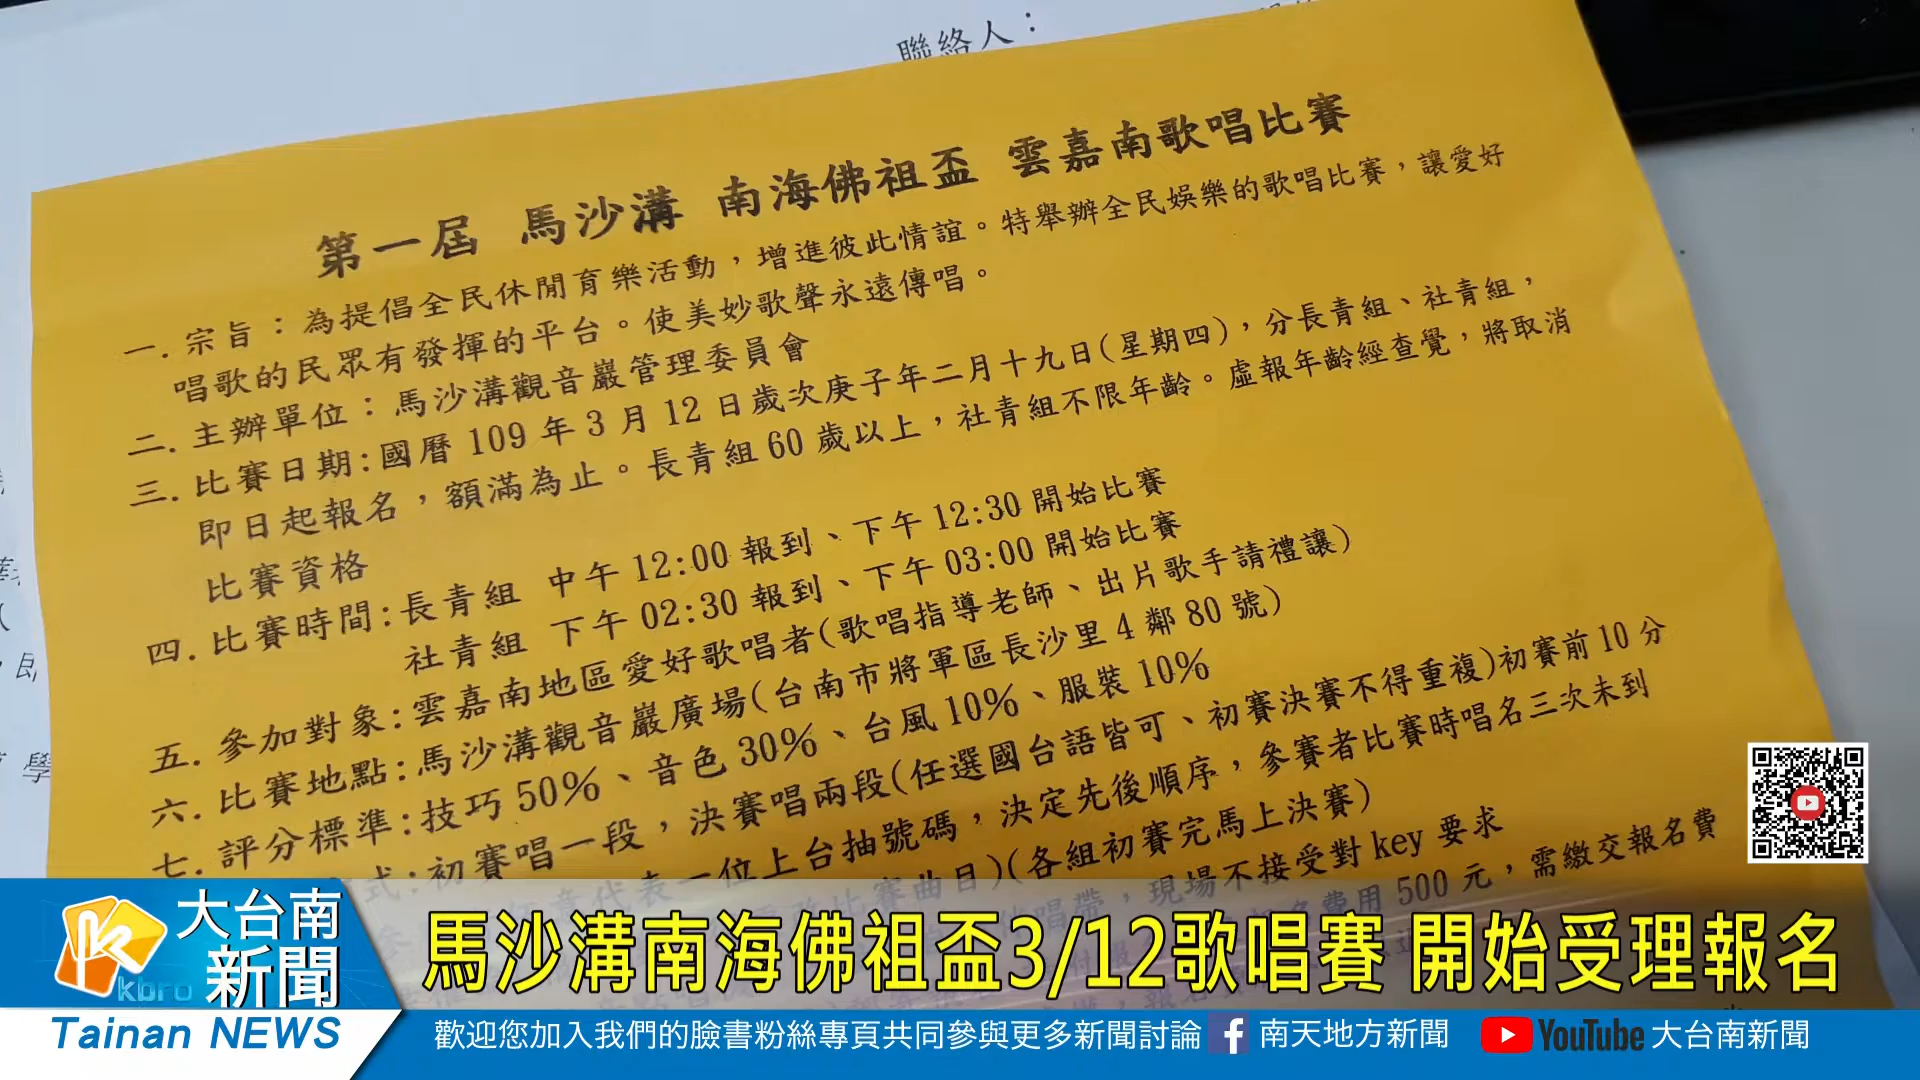 聯絡人：
第一屆 馬沙溝 南海佛祖盃 雲嘉南歌唱比賽
一. 宗旨：為提倡全民休閒育樂活動，增進彼此情誼。特舉辦全民娛樂的歌唱比賽，讓愛好
唱歌的民眾有發揮的平台。使美妙歌聲永遠傳唱。
二. 主辦單位：馬沙溝觀音巖管理委員會
三. 比賽日期:國曆 109 年 3 月 12 日歲次庚子年二月十九日(星期四)，分長青組、社青組，
即日起報名，額滿為止。長青組 60 歲以上，社青組不限年齡。虛報年齡經查覺，將取消
比賽資格
四. 比賽時間:長青組 中午 12:00 報到、下午 12:30 開始比賽
社青組 下午 02:30 報到、下午 03:00 開始比賽
五. 參加對象:雲嘉南地區愛好歌唱者(歌唱指導老師、出片歌手請禮讓)
六. 比賽地點:馬沙溝觀音巖廣場(台南市將軍區長沙里 4 鄰 80 號)
七. 評分標準:技巧 50%、音色 30%、台風 10%、服裝 10%
式:初賽唱一段，決賽唱兩段(任選國台語皆可、初賽決賽不得重複)初賽前 10 分
代表一位上台抽號碼，決定先後順序，參賽者比賽時唱名三次未到
改比賽曲目)(各組初賽完馬上決賽)
唱帶，現場不接受對 key 要求
名費用 500 元，需繳交報名費
大台南
新聞
kbro
Tainan NEWS
馬沙溝南海佛祖盃3/12歌唱賽 開始受理報名
歡迎您加入我們的臉書粉絲專頁共同參與更多新聞討論 南天地方新聞 YouTube 大台南新聞